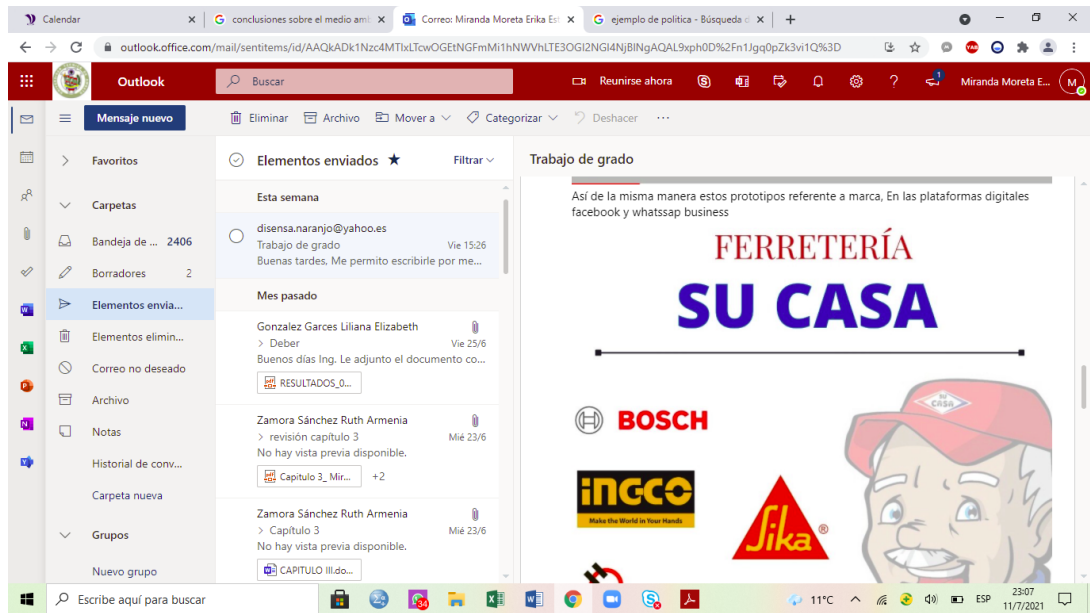 Calendar
conclusiones sobre el medio am
Correo: Miranda Moreta Erika Est
ejemplo de politica - Búsqueda d
outlook.office.com/mail/sentitems/id/AAQkADk1Nzc4MTIxLTcwOGEtNGFmMi1hNWVhLTE3OGI2NGI4NjBINgAQAL9xph0D%2Fn1Jgq0pZk3vi1Q%3D
Outlook
Buscar
Reunirse ahora
1
Miranda Moreta E...
M
Mensaje nuevo
Eliminar
Archivo
Mover a
Categorizar
Deshacer
Favoritos
Carpetas
Bandeja de ... 2406
Borradores 2
Elementos envia...
Elementos elimin...
Correo no deseado
Archivo
Notas
Historial de conv...
Carpeta nueva
Grupos
Nuevo grupo
Elementos enviados
Filtrar
Esta semana
disensa.naranjo@yahoo.es
Trabajo de grado Vie 15:26
Buenas tardes, Me permito escribirle por me...
Mes pasado
Gonzalez Garces Liliana Elizabeth
> Deber Vie 25/6
Buenos días Ing. Le adjunto el documento co...
RESULTADOS_0...
Zamora Sánchez Ruth Armenia
> revisión capítulo 3 Mié 23/6
No hay vista previa disponible.
Capitulo 3_ Mir... +2
Zamora Sánchez Ruth Armenia
> Capítulo 3 Mié 23/6
No hay vista previa disponible.
CAPITULO III.do...
Trabajo de grado
Así de la misma manera estos prototipos referente a marca, En las plataformas digitales
facebook y whatssap business
FERRETERÍA
SU CASA
SU
CASA
BOSCH
INGCO
Make the World in Your Hands
Sika
Escribe aquí para buscar
34
11°C
ESP
23:07
11/7/2021